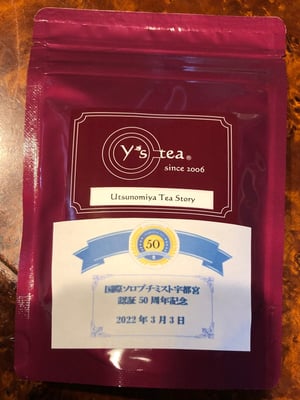 Y's tea®
since 2006
Utsunomiya Tea Story
50
国際ソロプチミスト宇都宮
認証50周年記念
2022年3月3日